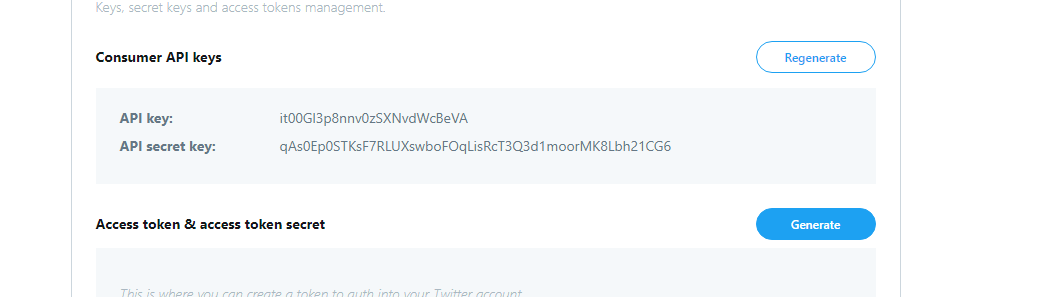 Keys, secret keys and access tokens management.
Consumer API keys
Regenerate
API key: it00Gl3p8nnv0zSXNvdWcBeVA
API secret key: qAs0Ep0STKsF7RLUXswboFOqLisRcT3Q3d1moorMK8Lbh21CG6
Access token & access token secret
Generate
This is where you can create a token to auth into your Twitter account